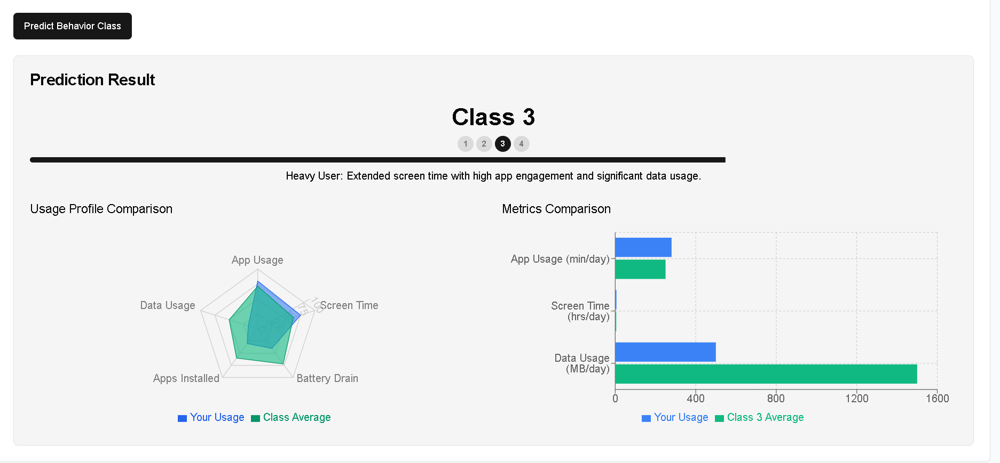 Predict Behavior Class
Prediction Result
Class 3
1 2 3 4
Heavy User: Extended screen time with high app engagement and significant data usage.
Usage Profile Comparison
App Usage
Screen Time
Battery Drain
Apps Installed
Data Usage
0
75
100
Your Usage Class Average
Metrics Comparison
App Usage (min/day)
Screen Time
(hrs/day)
Data Usage
(MB/day)
0 400 800 1200 1600
Your Usage Class 3 Average